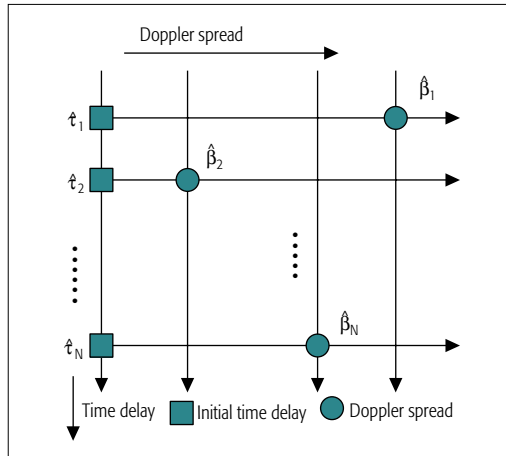 Doppler spread
β̂1
τ̂1
β̂2
τ̂2
β̂N
τ̂N
Time delay
Initial time delay
Doppler spread